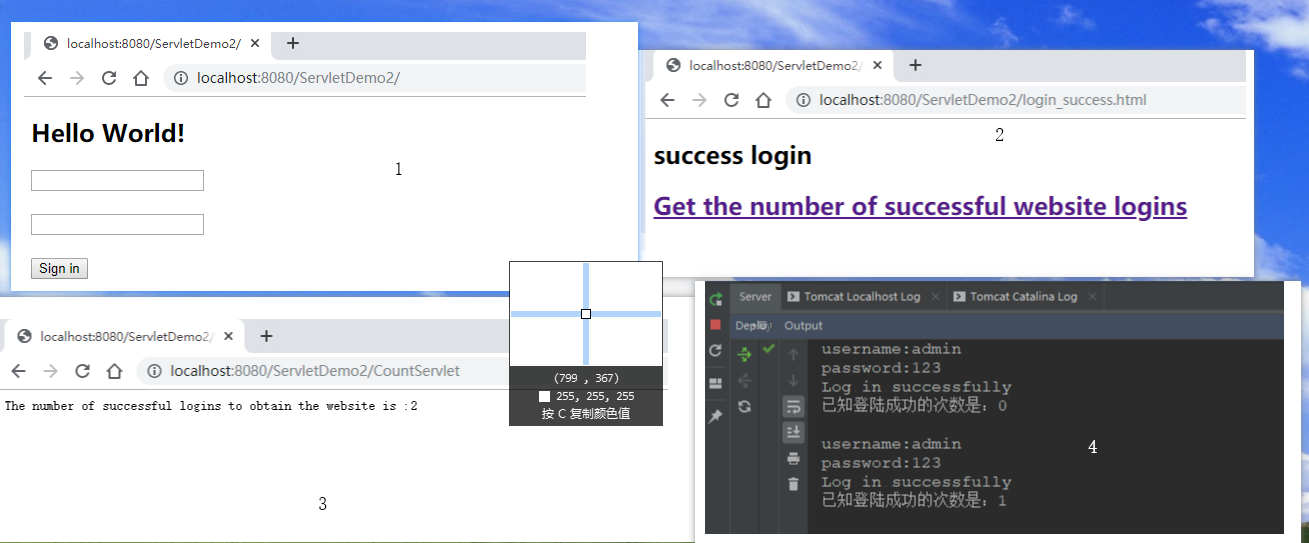 localhost:8080/ServletDemo2/
localhost:8080/ServletDemo2/
Hello World!
1
Sign in
localhost:8080/ServletDemo2/
localhost:8080/ServletDemo2/login_success.html
2
success login
Get the number of successful website logins
localhost:8080/ServletDemo2/
localhost:8080/ServletDemo2/CountServlet
The number of successful logins to obtain the website is :2
3
(799 , 367)
255, 255, 255
按 C 复制颜色值
Server Tomcat Localhost Log Tomcat Catalina Log
Output
username:admin
password:123
Log in successfully
已知登陆成功的次数是：0
username:admin
password:123
Log in successfully
已知登陆成功的次数是：1
4